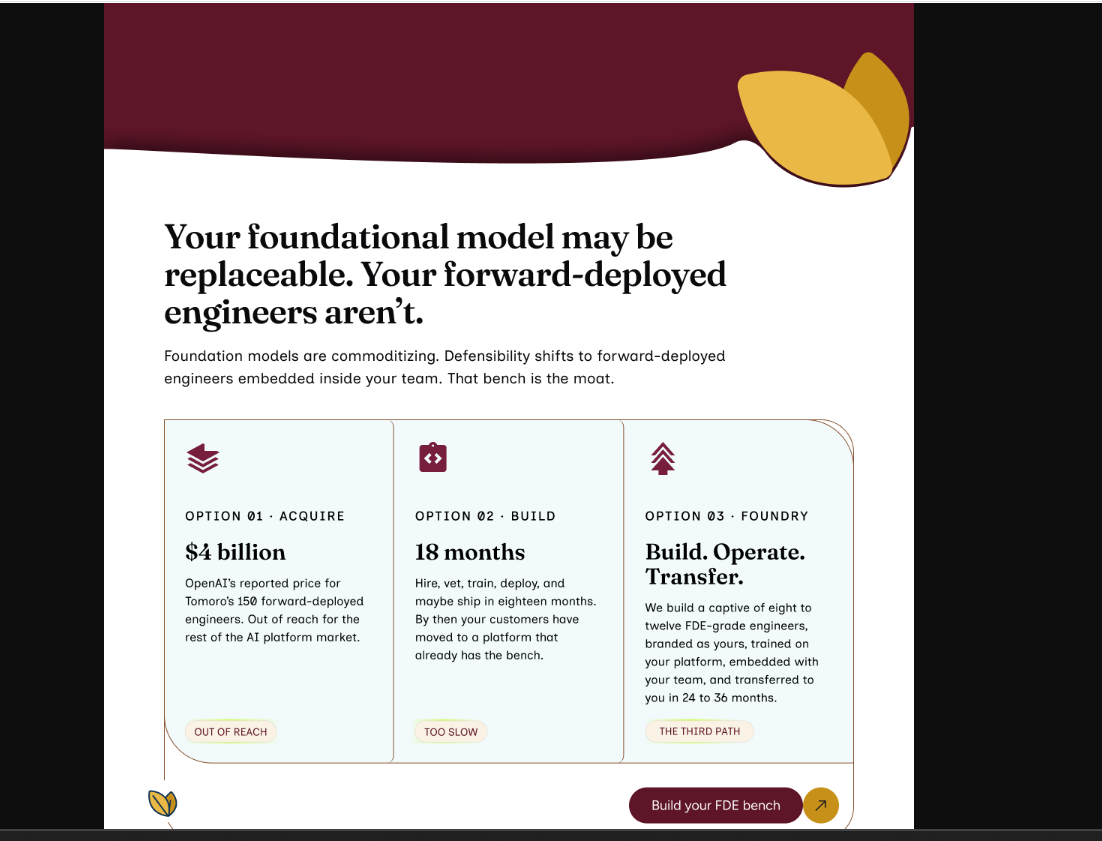 Your foundational model may be
replaceable. Your forward-deployed
engineers aren’t.
Foundation models are commoditizing. Defensibility shifts to forward-deployed
engineers embedded inside your team. That bench is the moat.
OPTION 01 · ACQUIRE
$4 billion
OpenAI’s reported price for
Tomoro’s 150 forward-deployed
engineers. Out of reach for the
rest of the AI platform market.
OUT OF REACH
OPTION 02 · BUILD
18 months
Hire, vet, train, deploy, and
maybe ship in eighteen months.
By then your customers have
moved to a platform that
already has the bench.
TOO SLOW
OPTION 03 · FOUNDRY
Build. Operate.
Transfer.
We build a captive of eight to
twelve FDE-grade engineers,
branded as yours, trained on
your platform, embedded with
your team, and transferred to
you in 24 to 36 months.
THE THIRD PATH
Build your FDE bench